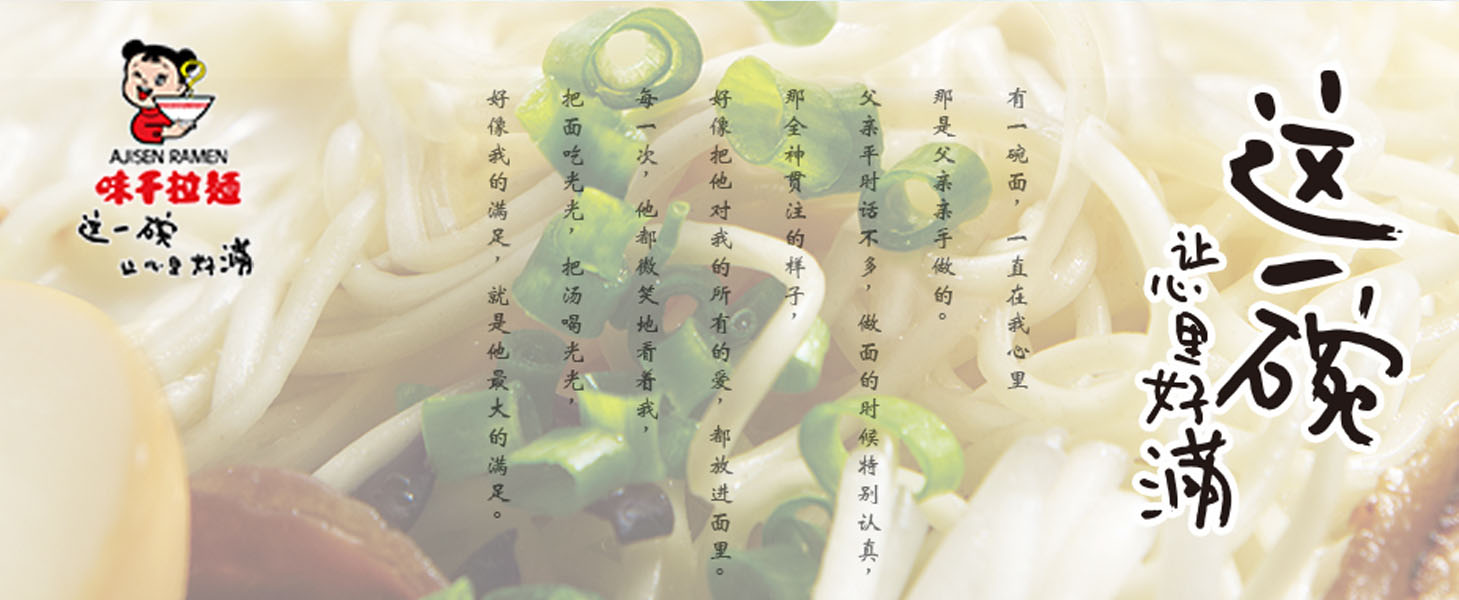 这一碗
让心里好满
有一碗面，一直在我心里
那是父亲亲手做的。
父亲平时话不多，做面的时候特别认真，
那全神贯注的样子，
好像把他对我的所有的爱，都放进面里。
每一次，他都微笑地看着我，
把面吃光光，把汤喝光光，
好像我的满足，就是他最大的满足。
AJISEN RAMEN
味千拉麺
这一碗
让心里好满